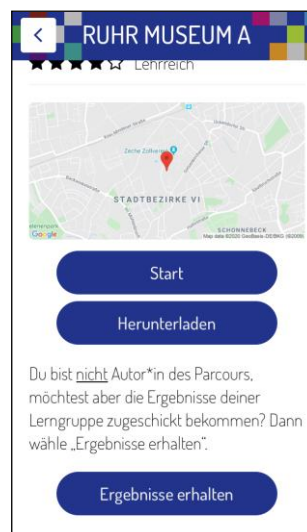 RUHR MUSEUM A
Lehrreich
Zeche Zollverein
STADTBEZIRKE VI
SCHONNEBECK
Google
Map data ©2020 GeoBasis-DE/BKG (©2009)
Start
Herunterladen
Du bist nicht Autor*in des Parcours,
möchtest aber die Ergebnisse deiner
Lerngruppe zugeschickt bekommen? Dann
wähle „Ergebnisse erhalten“.
Ergebnisse erhalten